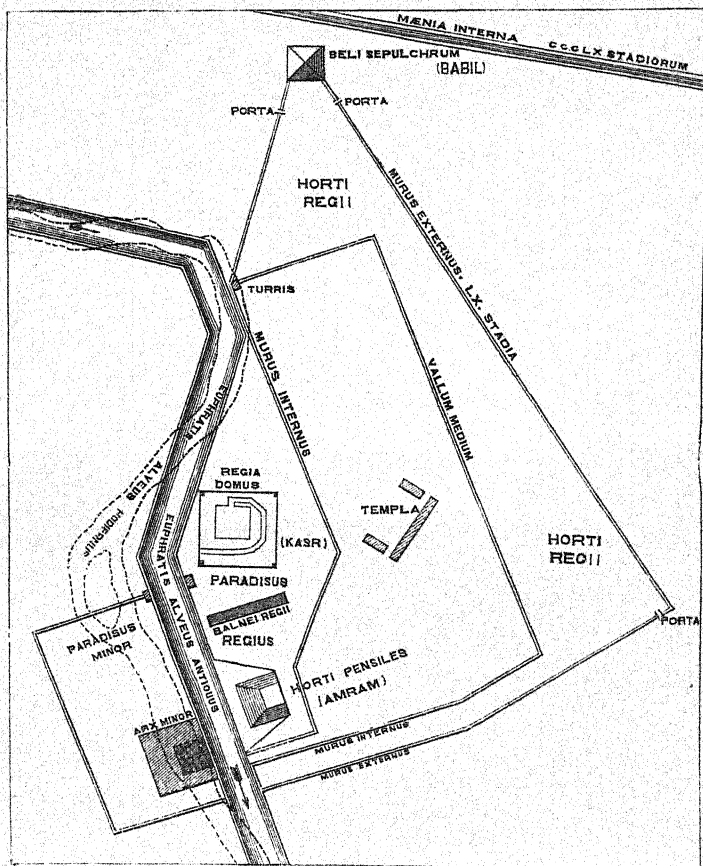 MÆNIA INTERNA CCCLX STADIORUM
BELI SEPULCHRUM
(BABIL)
PORTA
PORTA
HORTI
REGII
MURUS EXTERNUS, LX. STADIA
TURRIS
MURUS INTERNUS
VALLUM MEDIUM
EUPHRATIS
ALVEUS
HODIERNUS
REGIA
DOMUS
(KASR)
TEMPLA
HORTI
REGII
EUPHRATIS ALVEUS ANTIQUUS
PARADISUS
BALNEI REGII
REGIUS
PORTA
PARADISUS
MINOR
HORTI PENSILES
(AMRAM)
ARX MINOR
MURUS INTERNUS
MURUS EXTERNUS